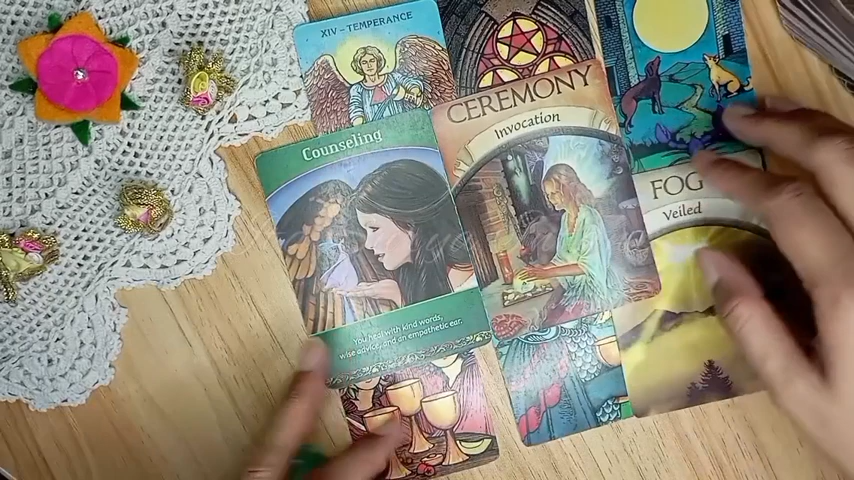 XIV – TEMPERANCE
CEREMONY
Invocation
Counseling
FOG
Veiled
You heal with kind words,
wise advice, and an empathetic ear.